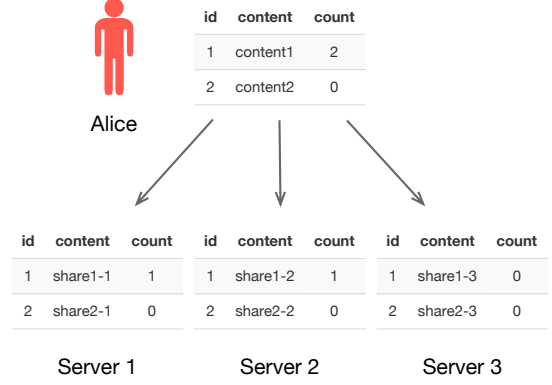 id content count
1 content1 2
2 content2 0
Alice
id content count
1 share1-1 1
2 share2-1 0
Server 1
id content count
1 share1-2 1
2 share2-2 0
Server 2
id content count
1 share1-3 0
2 share2-3 0
Server 3